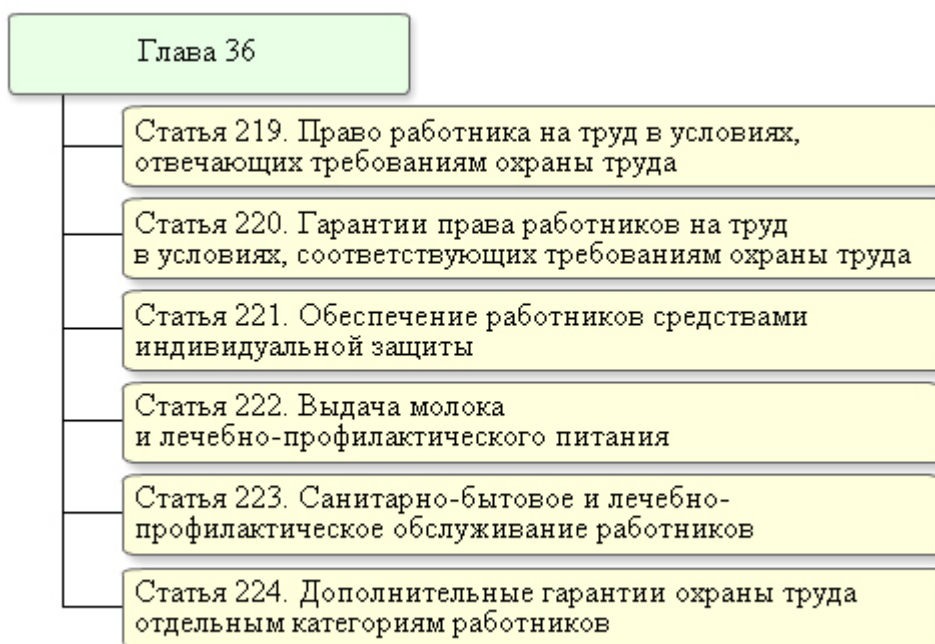 Глава 36
Статья 219. Право работника на труд в условиях,
отвечающих требованиям охраны труда
Статья 220. Гарантии права работников на труд
в условиях, соответствующих требованиям охраны труда
Статья 221. Обеспечение работников средствами
индивидуальной защиты
Статья 222. Выдача молока
и лечебно-профилактического питания
Статья 223. Санитарно-бытовое и лечебно-
профилактическое обслуживание работников
Статья 224. Дополнительные гарантии охраны труда
отдельным категориям работников